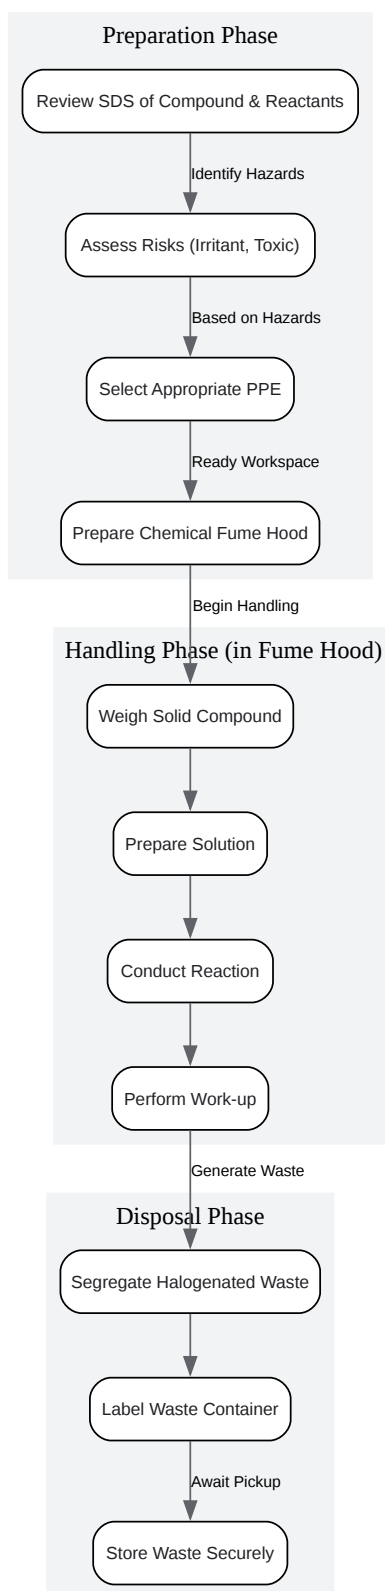 Preparation Phase
Review SDS of Compound & Reactants
Identify Hazards
Assess Risks (Irritant, Toxic)
Based on Hazards
Select Appropriate PPE
Ready Workspace
Prepare Chemical Fume Hood
Begin Handling
Handling Phase (in Fume Hood)
Weigh Solid Compound
Prepare Solution
Conduct Reaction
Perform Work-up
Generate Waste
Disposal Phase
Segregate Halogenated Waste
Label Waste Container
Await Pickup
Store Waste Securely